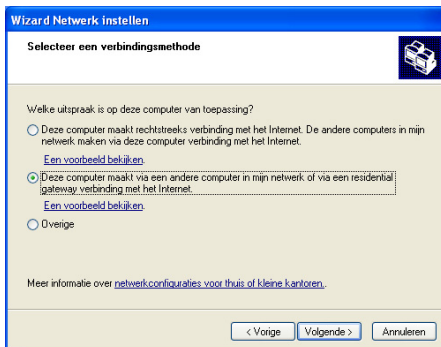 Wizard Netwerk instellen
Selecteer een verbindingsmethode
Welke uitspraak is op deze computer van toepassing?
Deze computer maakt rechtstreeks verbinding met het Internet. De andere computers in mijn
netwerk maken via deze computer verbinding met het Internet.
Een voorbeeld bekijken.
Deze computer maakt via een andere computer in mijn netwerk of via een residential
gateway verbinding met het Internet.
Een voorbeeld bekijken.
Overige
Meer informatie over netwerkconfiguraties voor thuis of kleine kantoren..
< Vorige Volgende > Annuleren